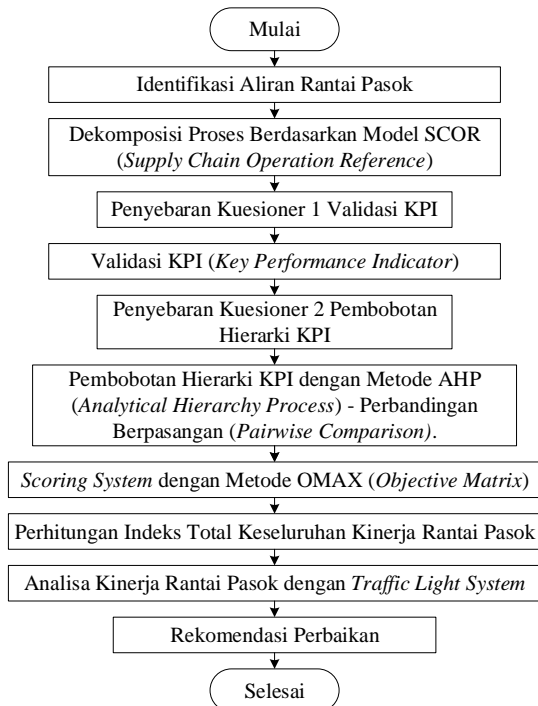 Mulai
Identifikasi Aliran Rantai Pasok
Dekomposisi Proses Berdasarkan Model SCOR
(Supply Chain Operation Reference)
Penyebaran Kuesioner 1 Validasi KPI
Validasi KPI (Key Performance Indicator)
Penyebaran Kuesioner 2 Pembobotan
Hierarki KPI
Pembobotan Hierarki KPI dengan Metode AHP
(Analytical Hierarchy Process) - Perbandingan
Berpasangan (Pairwise Comparison).
Scoring System dengan Metode OMAX (Objective Matrix)
Perhitungan Indeks Total Keseluruhan Kinerja Rantai Pasok
Analisa Kinerja Rantai Pasok dengan Traffic Light System
Rekomendasi Perbaikan
Selesai